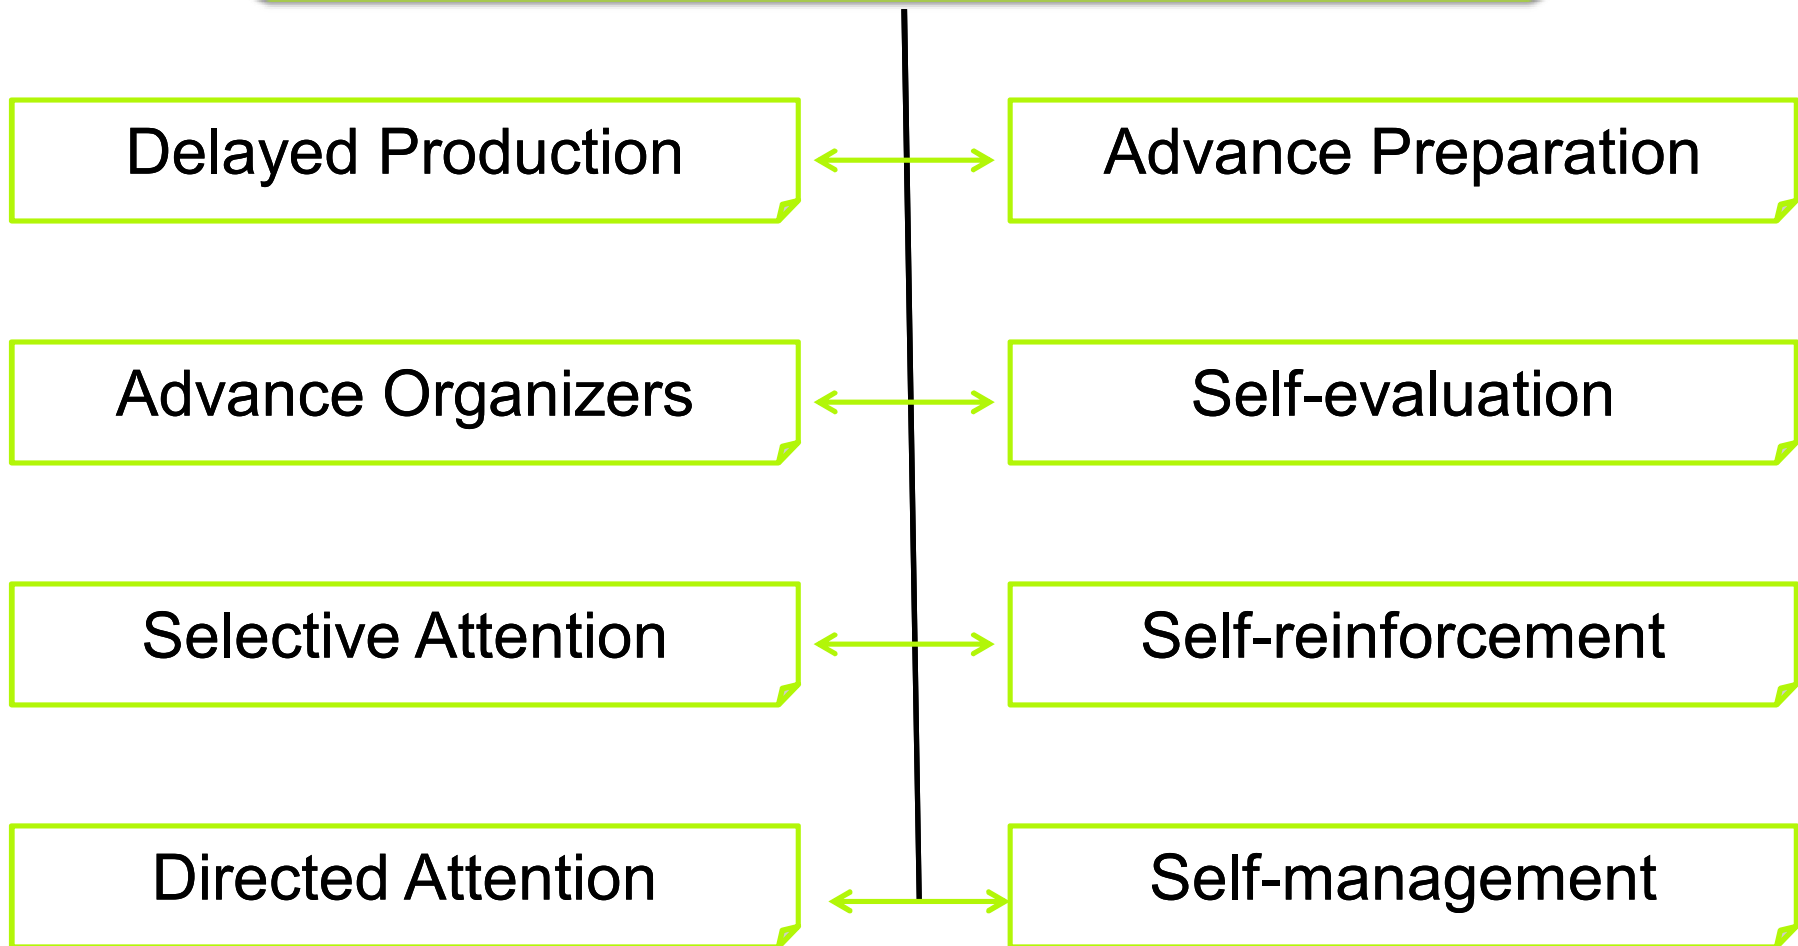 Delayed Production
Advance Preparation
Advance Organizers
Self-evaluation
Selective Attention
Self-reinforcement
Directed Attention
Self-management